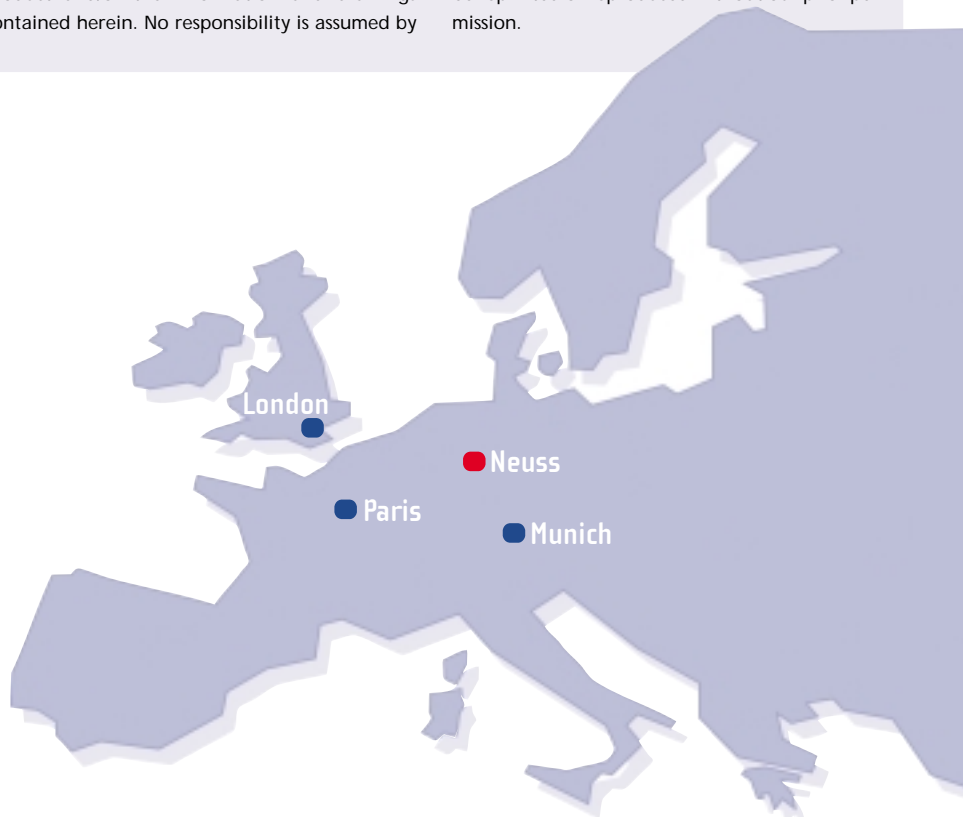 ontained herein. No responsibility is assumed by
mission.
London
Neuss
Paris
Munich